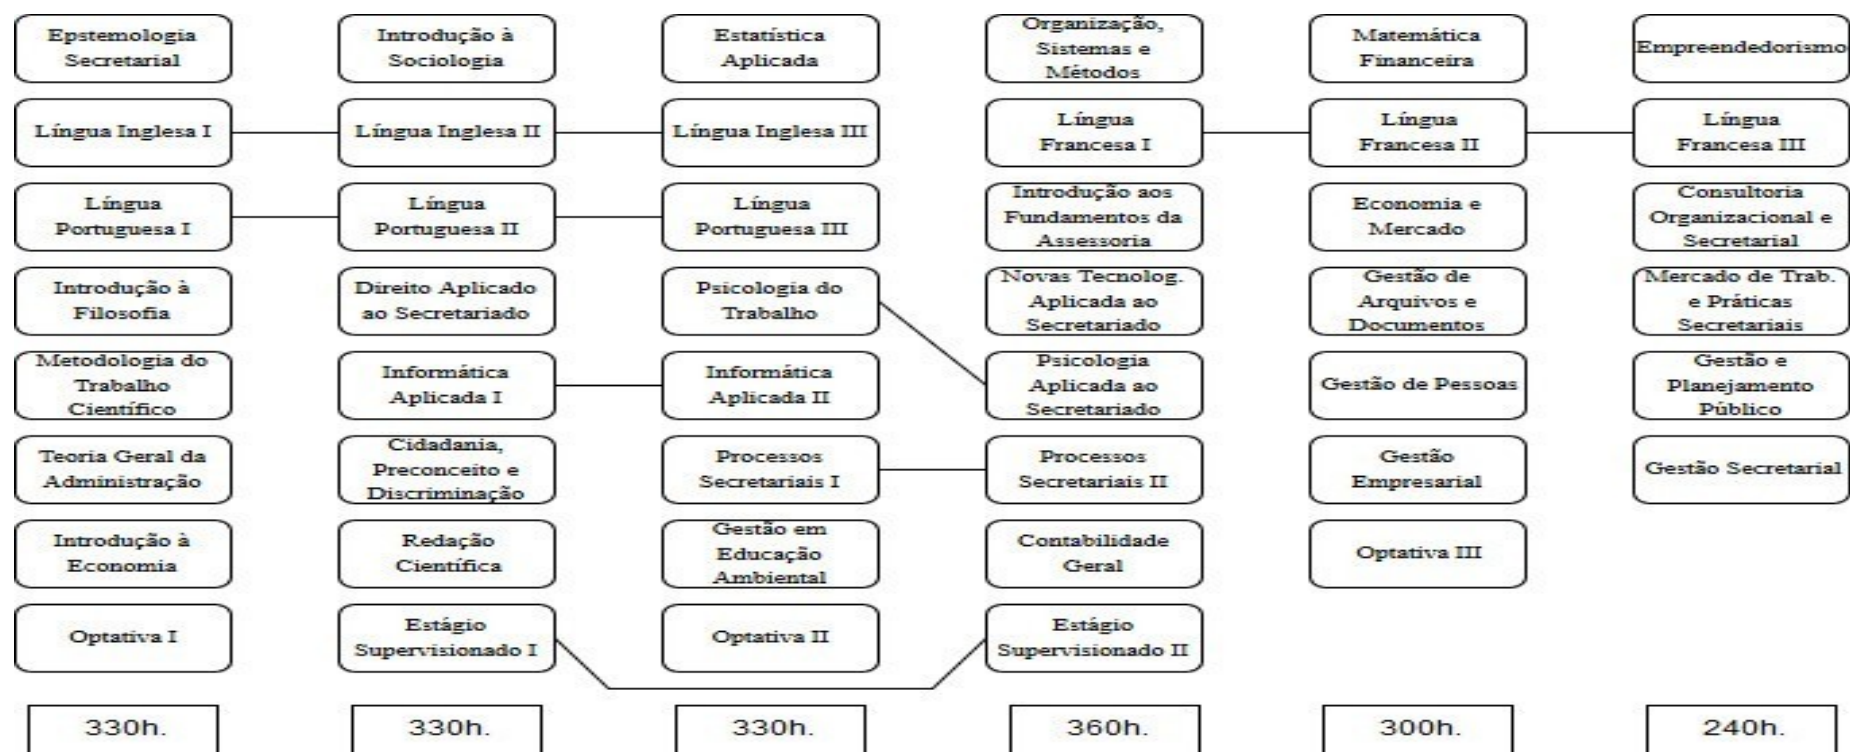 Epstemologia
Secretarial
Introdução à
Sociologia
Estatística
Aplicada
Organização,
Sistemas e
Métodos
Matemática
Financeira
Empreendedorismo
Língua Inglesa I
Língua Inglesa II
Língua Inglesa III
Língua
Francesa I
Língua
Francesa II
Língua
Francesa III
Língua
Portuguesa I
Língua
Portuguesa II
Língua
Portuguesa III
Introdução aos
Fundamentos da
Assessoria
Economia e
Mercado
Consultoria
Organizacional e
Secretarial
Introdução à
Filosofia
Direito Aplicado
ao Secretariado
Psicologia do
Trabalho
Novas Tecnolog.
Aplicada ao
Secretariado
Gestão de
Arquivos e
Documentos
Mercado de Trab.
e Práticas
Secretariais
Metodologia do
Trabalho
Científico
Informática
Aplicada I
Informática
Aplicada II
Psicologia
Aplicada ao
Secretariado
Gestão de Pessoas
Gestão e
Planejamento
Público
Teoria Geral da
Administração
Cidadania,
Preconceito e
Discriminação
Processos
Secretariais I
Processos
Secretariais II
Gestão
Empresarial
Gestão Secretarial
Introdução à
Economia
Redação
Científica
Gestão em
Educação
Ambiental
Contabilidade
Geral
Optativa III
Optativa I
Estágio
Supervisionado I
Optativa II
Estágio
Supervisionado II
330h.
330h.
330h.
360h.
300h.
240h.